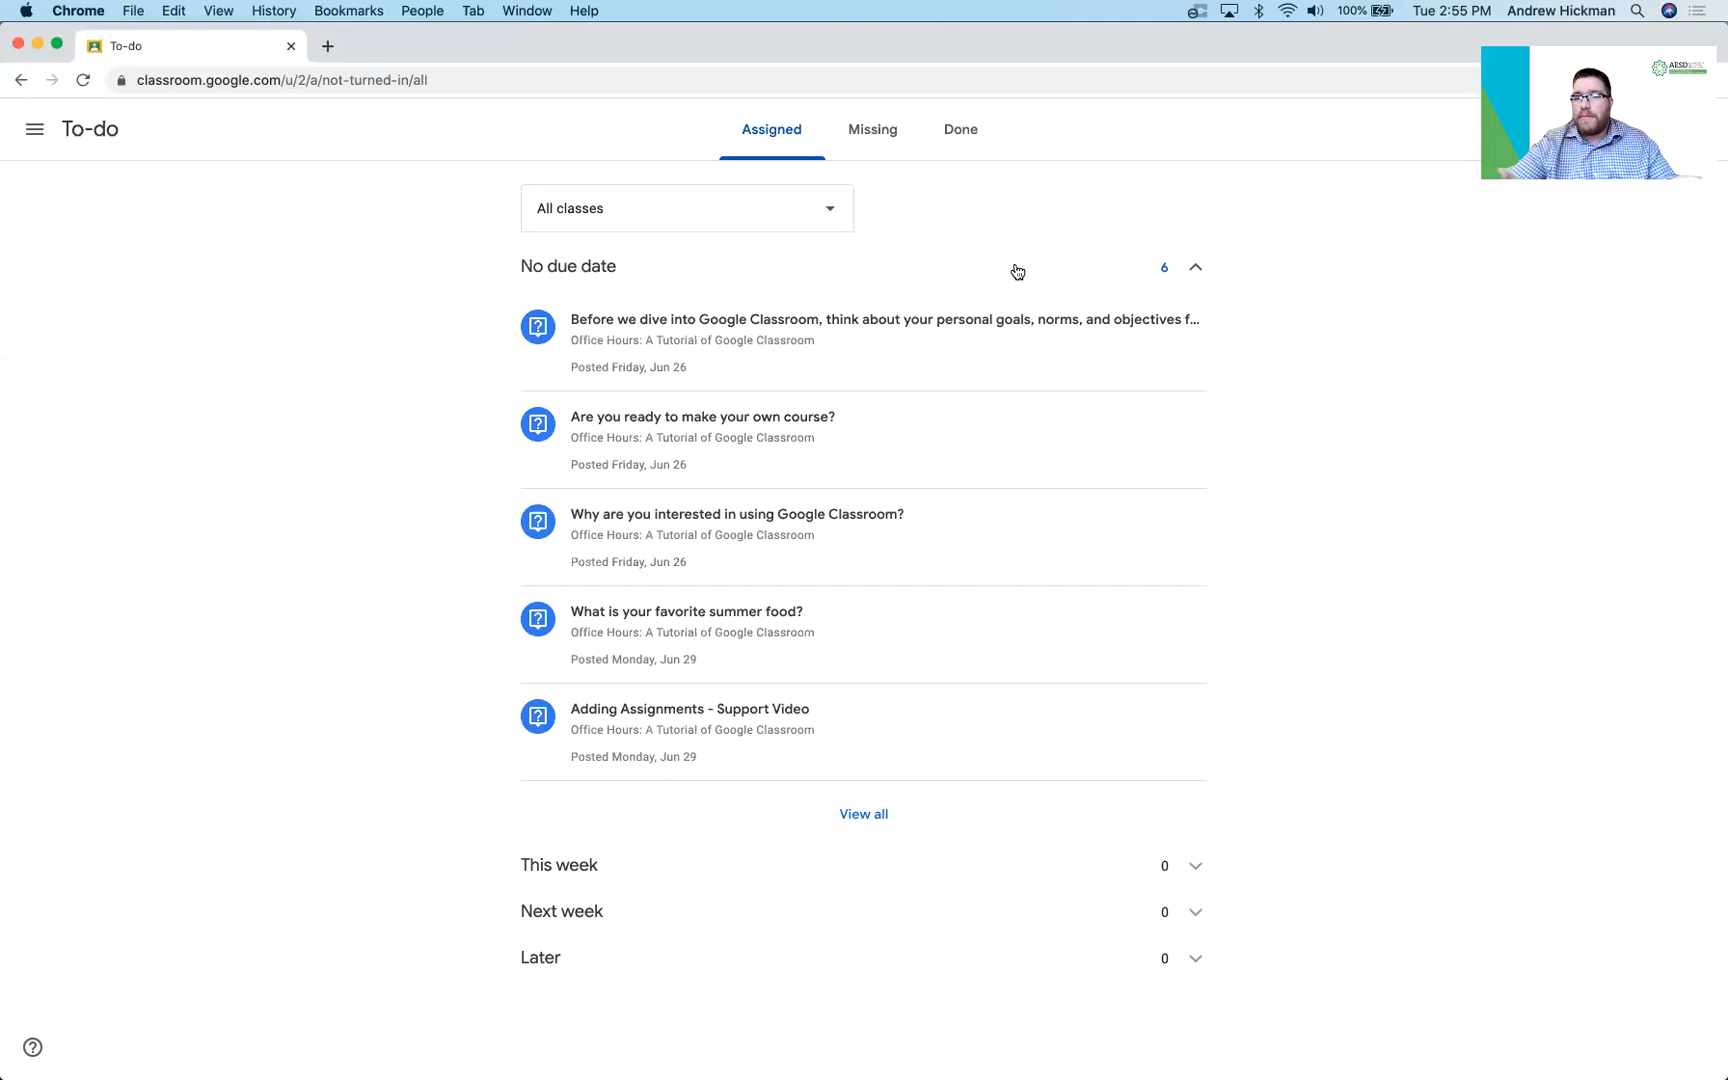 Chrome File Edit View History Bookmarks People Tab Window Help 100% Tue 2:55 PM Andrew Hickman
To-do
classroom.google.com/u/2/a/not-turned-in/all
AESD
To-do Assigned Missing Done
All classes
No due date 6
Before we dive into Google Classroom, think about your personal goals, norms, and objectives f...
Office Hours: A Tutorial of Google Classroom
Posted Friday, Jun 26
Are you ready to make your own course?
Office Hours: A Tutorial of Google Classroom
Posted Friday, Jun 26
Why are you interested in using Google Classroom?
Office Hours: A Tutorial of Google Classroom
Posted Friday, Jun 26
What is your favorite summer food?
Office Hours: A Tutorial of Google Classroom
Posted Monday, Jun 29
Adding Assignments - Support Video
Office Hours: A Tutorial of Google Classroom
Posted Monday, Jun 29
View all
This week 0
Next week 0
Later 0